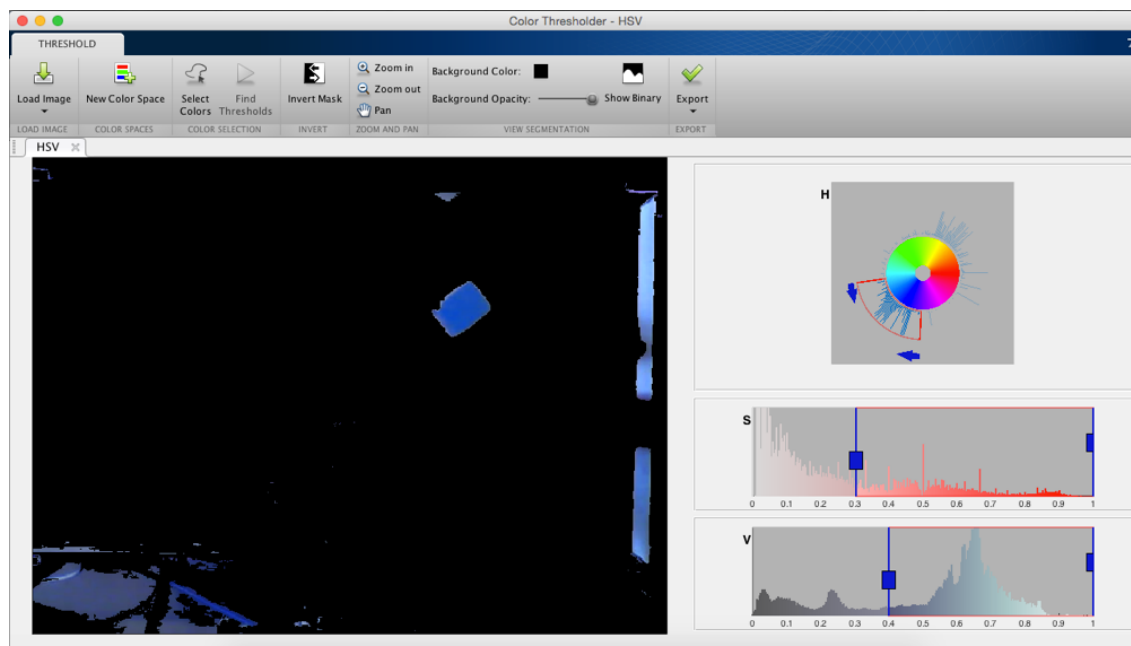 Color Thresholder - HSV
THRESHOLD
Load Image
New Color Space
Select Colors
Find Thresholds
Invert Mask
Zoom in
Zoom out
Pan
Background Color:
Background Opacity:
Show Binary
Export
LOAD IMAGE
COLOR SPACES
COLOR SELECTION
INVERT
ZOOM AND PAN
VIEW SEGMENTATION
EXPORT
HSV
H
S
0 0.1 0.2 0.3 0.4 0.5 0.6 0.7 0.8 0.9 1
V
0 0.1 0.2 0.3 0.4 0.5 0.6 0.7 0.8 0.9 1